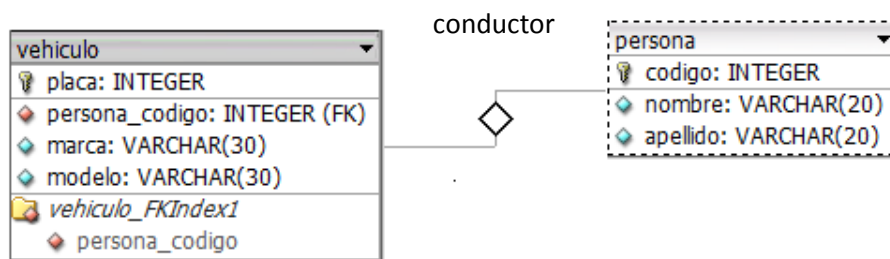 conductor
vehiculo
placa: INTEGER
persona_codigo: INTEGER (FK)
marca: VARCHAR(30)
modelo: VARCHAR(30)
vehiculo_FKIndex1
persona_codigo
persona
codigo: INTEGER
nombre: VARCHAR(20)
apellido: VARCHAR(20)